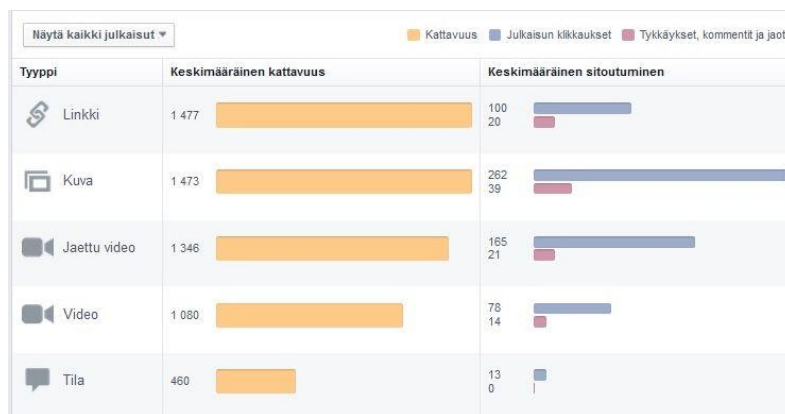 Näytä kaikki julkaisut
Kattavuus Julkaisun klikkaukset Tykkäykset, kommentit ja jaot
Tyyppi Keskimääräinen kattavuus Keskimääräinen sitoutuminen
Linkki 1 477 100
20
Kuva 1 473 262
39
Jaettu video 1 346 165
21
Video 1 080 78
14
Tila 460 13
0